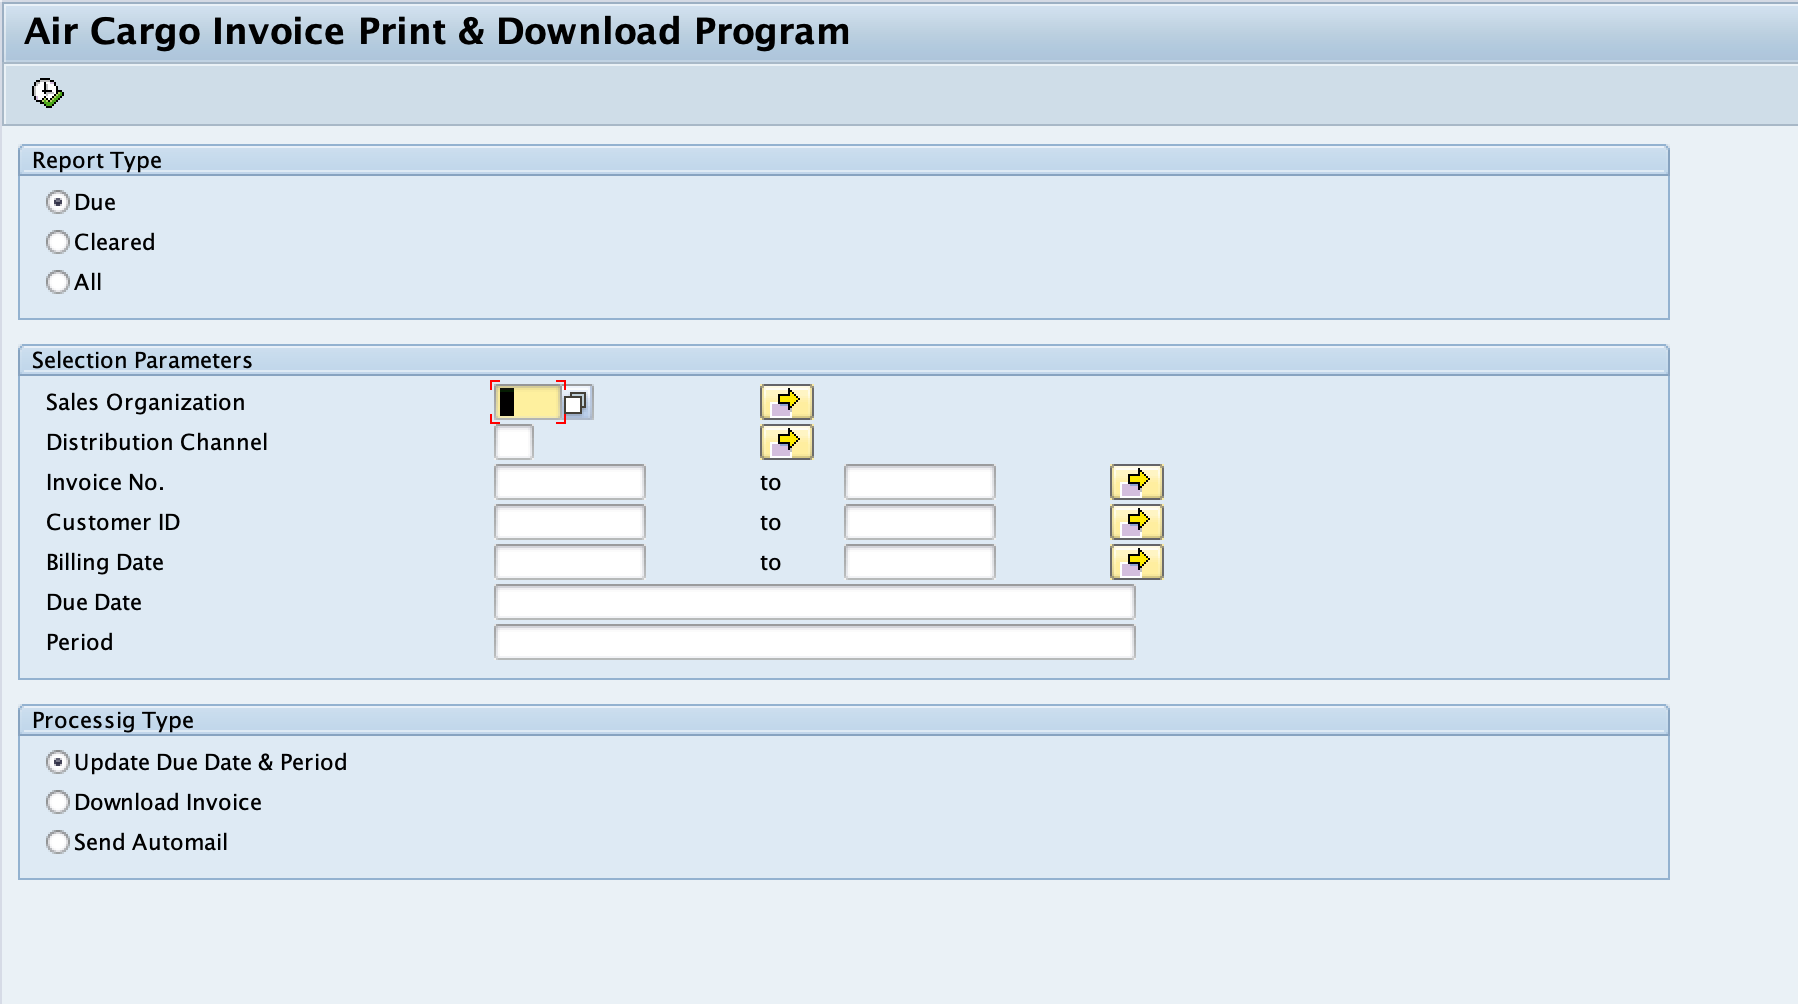 Air Cargo Invoice Print & Download Program
Report Type
Due
Cleared
All
Selection Parameters
Sales Organization
Distribution Channel
Invoice No. to
Customer ID to
Billing Date to
Due Date
Period
Processig Type
Update Due Date & Period
Download Invoice
Send Automail